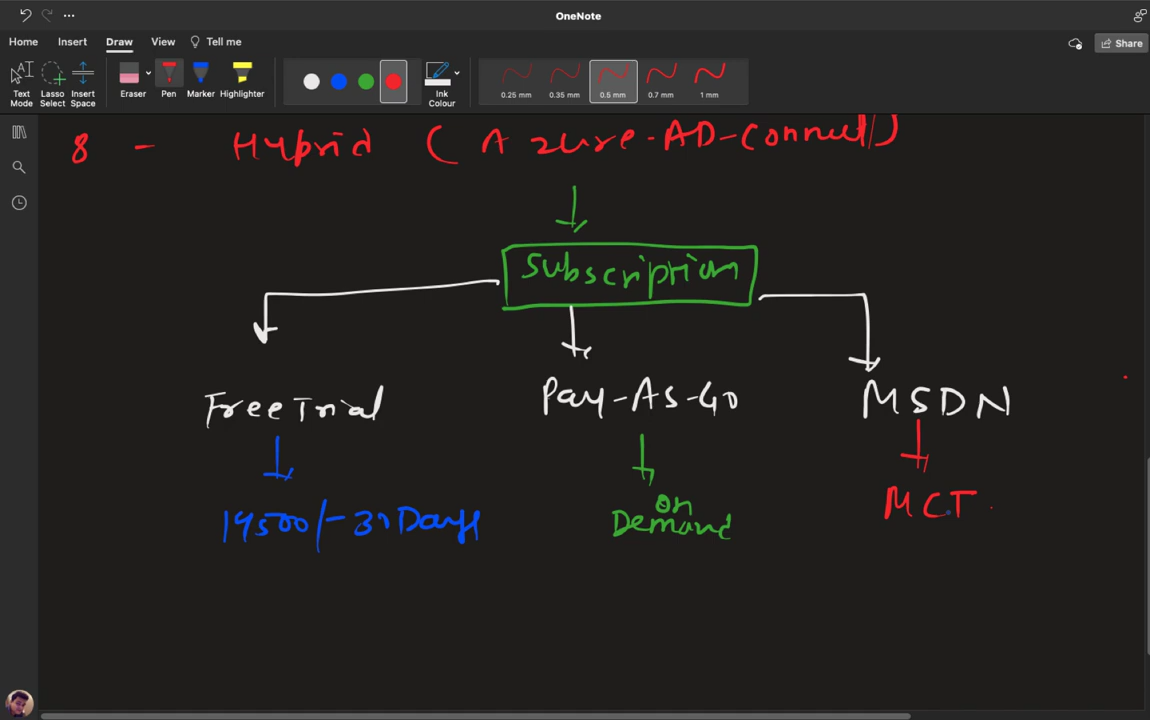 OneNote
Home Insert Draw View Tell me
Share
Text Mode
Lasso Select
Insert Space
Eraser
Pen
Marker
Highlighter
Ink Colour
0.25 mm
0.35 mm
0.5 mm
0.7 mm
1 mm
8 - Hybrid (Azure-AD-Connect)
Subscription
Free Trial
Pay-As-Go
MSDN
14500/- 30 Days
On Demand
MCT